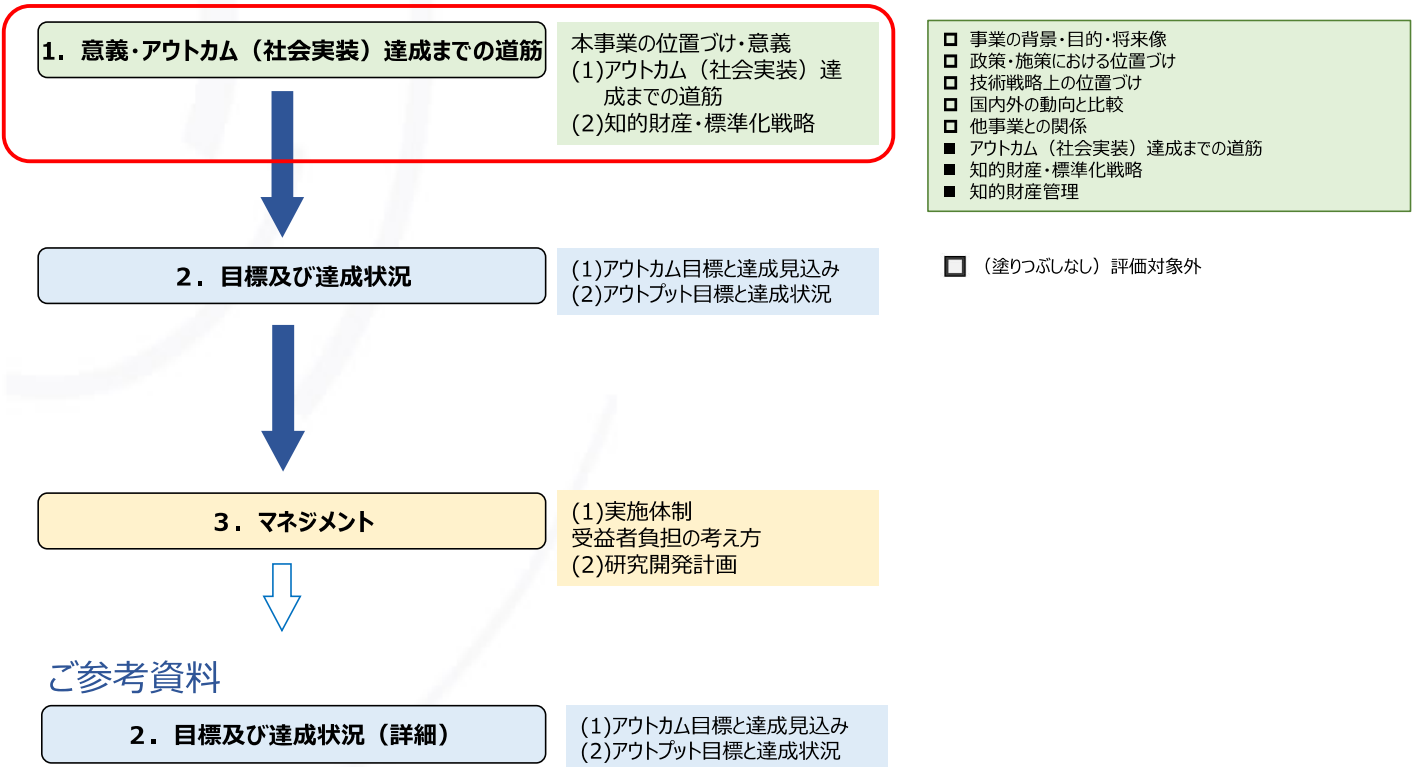 1．意義・アウトカム（社会実装）達成までの道筋
本事業の位置づけ・意義
(1)アウトカム（社会実装）達
成までの道筋
(2)知的財産・標準化戦略
□ 事業の背景・目的・将来像
□ 政策・施策における位置づけ
□ 技術戦略上の位置づけ
□ 国内外の動向と比較
□ 他事業との関係
■ アウトカム（社会実装）達成までの道筋
■ 知的財産・標準化戦略
■ 知的財産管理
□ （塗りつぶしなし）評価対象外
2．目標及び達成状況
(1)アウトカム目標と達成見込み
(2)アウトプット目標と達成状況
3．マネジメント
(1)実施体制
受益者負担の考え方
(2)研究開発計画
ご参考資料
2．目標及び達成状況（詳細）
(1)アウトカム目標と達成見込み
(2)アウトプット目標と達成状況